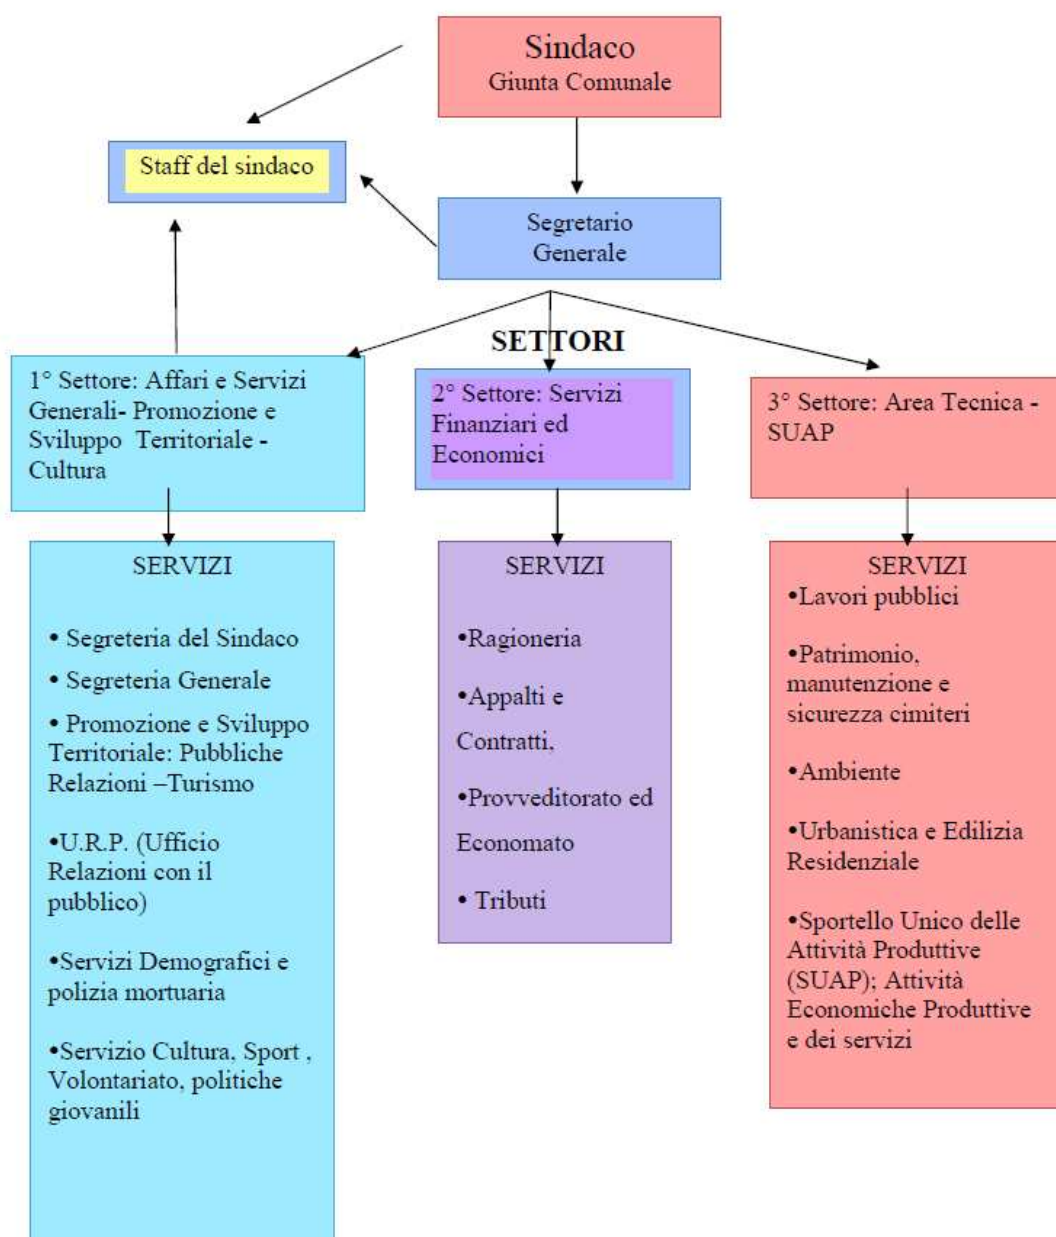 Sindaco
Giunta Comunale
Staff del sindaco
Segretario
Generale
SETTORI
1° Settore: Affari e Servizi
Generali- Promozione e
Sviluppo Territoriale -
Cultura
2° Settore: Servizi
Finanziari ed
Economici
3° Settore: Area Tecnica -
SUAP
SERVIZI
• Segreteria del Sindaco
• Segreteria Generale
• Promozione e Sviluppo
Territoriale: Pubbliche
Relazioni –Turismo
•U.R.P. (Ufficio
Relazioni con il
pubblico)
•Servizi Demografici e
polizia mortuaria
•Servizio Cultura, Sport ,
Volontariato, politiche
giovanili
SERVIZI
•Ragioneria
•Appalti e
Contratti,
•Provveditorato ed
Economato
• Tributi
SERVIZI
•Lavori pubblici
•Patrimonio,
manutenzione e
sicurezza cimiteri
•Ambiente
•Urbanistica e Edilizia
Residenziale
•Sportello Unico delle
Attività Produttive
(SUAP); Attività
Economiche Produttive
e dei servizi